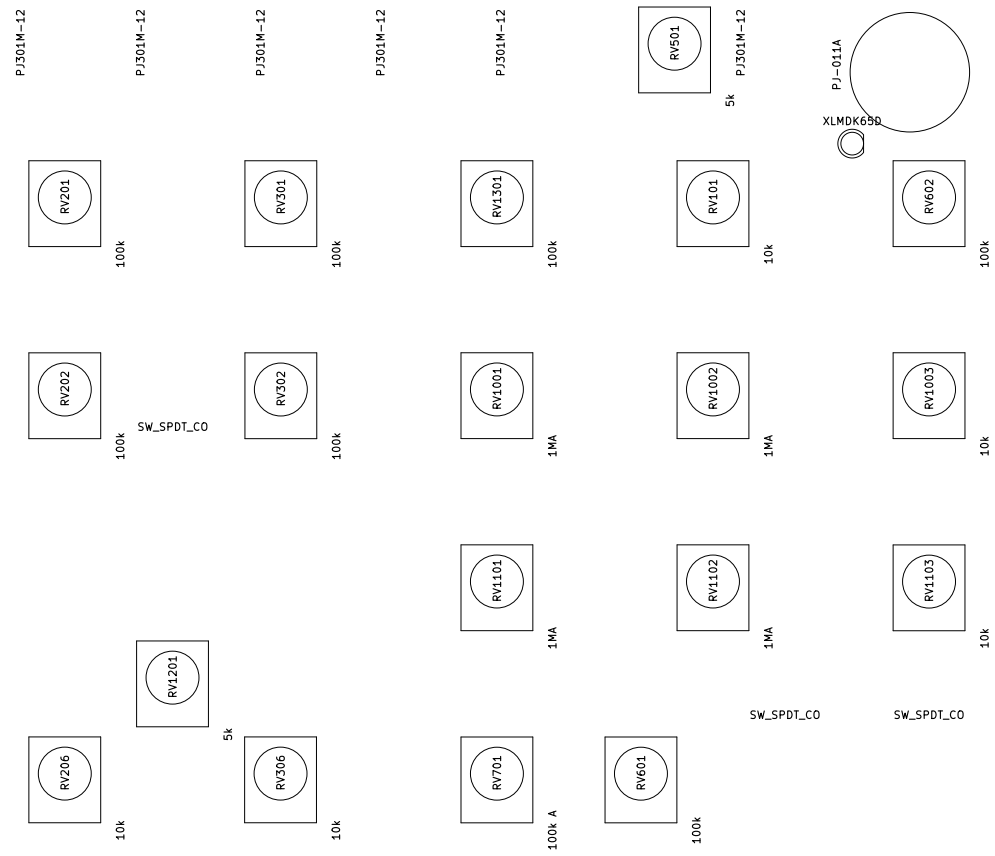 PJ301M-12
PJ301M-12
PJ301M-12
PJ301M-12
PJ301M-12
RV501
5k
PJ301M-12
PJ-011A
XLMDK65D
RV201
100k
RV301
100k
RV1301
100k
RV101
10k
RV602
100k
RV202
100k
SW_SPDT_CO
RV302
100k
RV1001
1MA
RV1002
1MA
RV1003
10k
RV1101
1MA
RV1102
1MA
RV1103
10k
RV1201
5k
SW_SPDT_CO
SW_SPDT_CO
RV206
10k
RV306
10k
RV701
100k A
RV601
100k